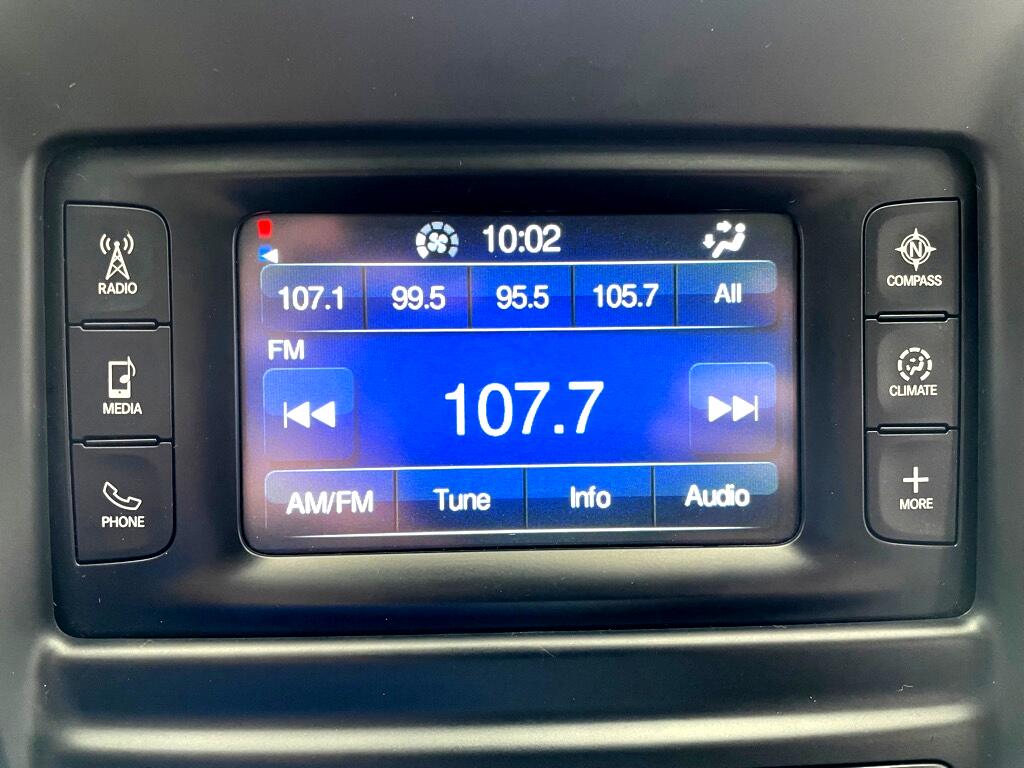 10:02
107.1 99.5 95.5 105.7 All
FM
107.7
AM/FM Tune Info Audio
RADIO
MEDIA
PHONE
N
COMPASS
CLIMATE
MORE